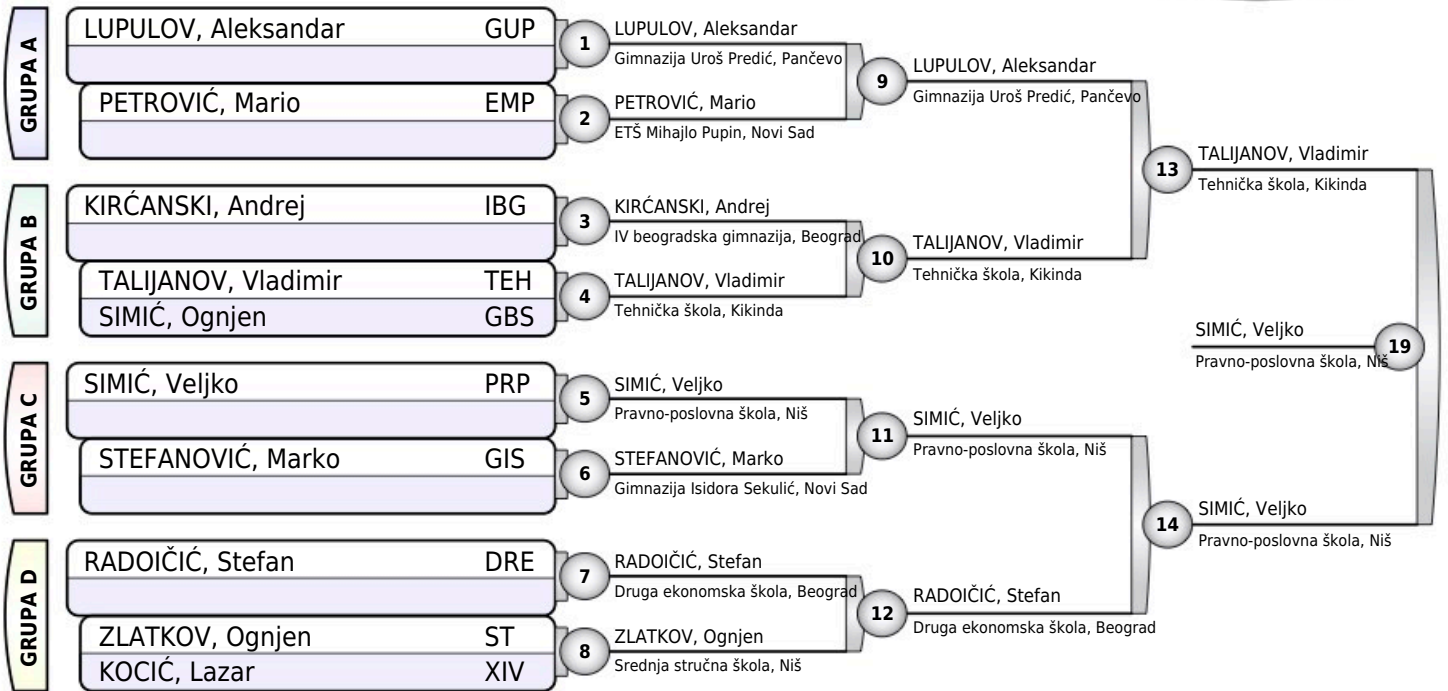 GRUPA A
LUPULOV, Aleksandar GUP
PETROVIĆ, Mario EMP
GRUPA B
KIRĆANSKI, Andrej IBG
TALIJANOV, Vladimir TEH
SIMIĆ, Ognjen GBS
GRUPA C
SIMIĆ, Veljko PRP
STEFANOVIĆ, Marko GIS
GRUPA D
RADOIČIĆ, Stefan DRE
ZLATKOV, Ognjen ST
KOCIĆ, Lazar XIV
1
LUPULOV, Aleksandar
Gimnazija Uroš Predić, Pančevo
2
PETROVIĆ, Mario
ETŠ Mihajlo Pupin, Novi Sad
3
KIRĆANSKI, Andrej
IV beogradska gimnazija, Beograd
4
TALIJANOV, Vladimir
Tehnička škola, Kikinda
5
SIMIĆ, Veljko
Pravno-poslovna škola, Niš
6
STEFANOVIĆ, Marko
Gimnazija Isidora Sekulić, Novi Sad
7
RADOIČIĆ, Stefan
Druga ekonomska škola, Beograd
8
ZLATKOV, Ognjen
Srednja stručna škola, Niš
9
LUPULOV, Aleksandar
Gimnazija Uroš Predić, Pančevo
10
TALIJANOV, Vladimir
Tehnička škola, Kikinda
11
SIMIĆ, Veljko
Pravno-poslovna škola, Niš
12
RADOIČIĆ, Stefan
Druga ekonomska škola, Beograd
13
TALIJANOV, Vladimir
Tehnička škola, Kikinda
14
SIMIĆ, Veljko
Pravno-poslovna škola, Niš
SIMIĆ, Veljko
Pravno-poslovna škola, Niš
19